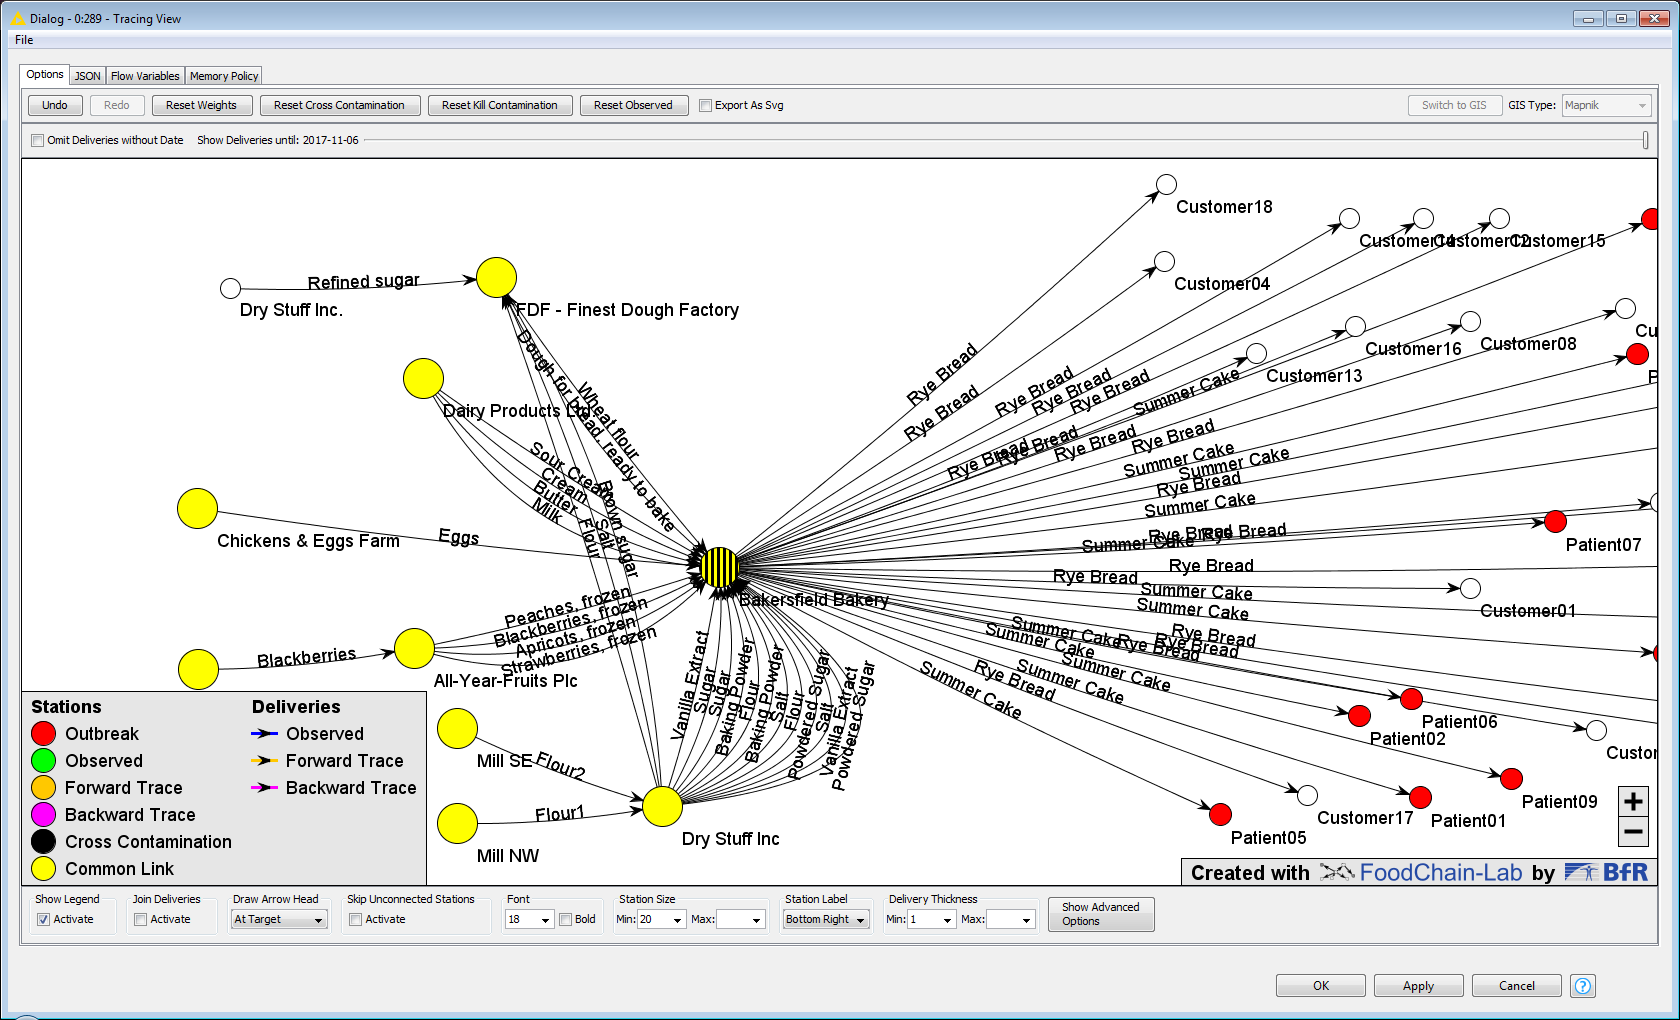 Dialog - 0:289 - Tracing View
File
Options JSON Flow Variables Memory Policy
Undo Redo Reset Weights Reset Cross Contamination Reset Kill Contamination Reset Observed Export As Svg Switch to GIS GIS Type: Mapnik
Omit Deliveries without Date Show Deliveries until: 2017-11-06
Customer18
Customer14
Customer12
Customer15
Customer04
Refined sugar
Dry Stuff Inc.
FDF - Finest Dough Factory
Customer16
Customer08
Customer13
Dairy Products Ltd.
Dough for bread, ready to bake
Wheat flour
Rye Bread
Rye Bread
Rye Bread
Rye Bread
Rye Bread
Summer Cake
Rye Bread
Rye Bread
Rye Bread
Rye Bread
Summer Cake
Summer Cake
Rye Bread
Summer Cake
Rye Bread
Rye Bread
Summer Cake
Rye Bread
Rye Bread
Summer Cake
Summer Cake
Rye Bread
Summer Cake
Summer Cake
Rye Bread
Rye Bread
Summer Cake
Summer Cake
Rye Bread
Summer Cake
Sour Cream
Cream
Butter
Milk
Brown sugar
Salt
Flour
Chickens & Eggs Farm
Eggs
Patient07
Bakersfield Bakery
Customer01
Peaches, frozen
Blackberries, frozen
Apricots, frozen
Strawberries, frozen
Blackberries
All-Year-Fruits Plc
Vanilla Extract
Sugar
Sugar
Baking Powder
Flour
Baking Powder
Salt
Flour
Powdered Sugar
Salt
Vanilla Extract
Powdered Sugar
Patient06
Patient02
Patient09
Customer17
Patient01
Patient05
Mill SE
Flour2
Mill NW
Flour1
Dry Stuff Inc
Stations Deliveries
Outbreak Observed
Observed Forward Trace
Forward Trace Backward Trace
Backward Trace
Cross Contamination
Common Link
+
−
Created with FoodChain-Lab by BfR
Show Legend Join Deliveries Draw Arrow Head Skip Unconnected Stations Font Station Size Station Label Delivery Thickness
Activate Activate At Target Activate 18 Bold Min: 20 Max: Bottom Right Min: 1 Max:
Show Advanced
Options
OK Apply Cancel ?